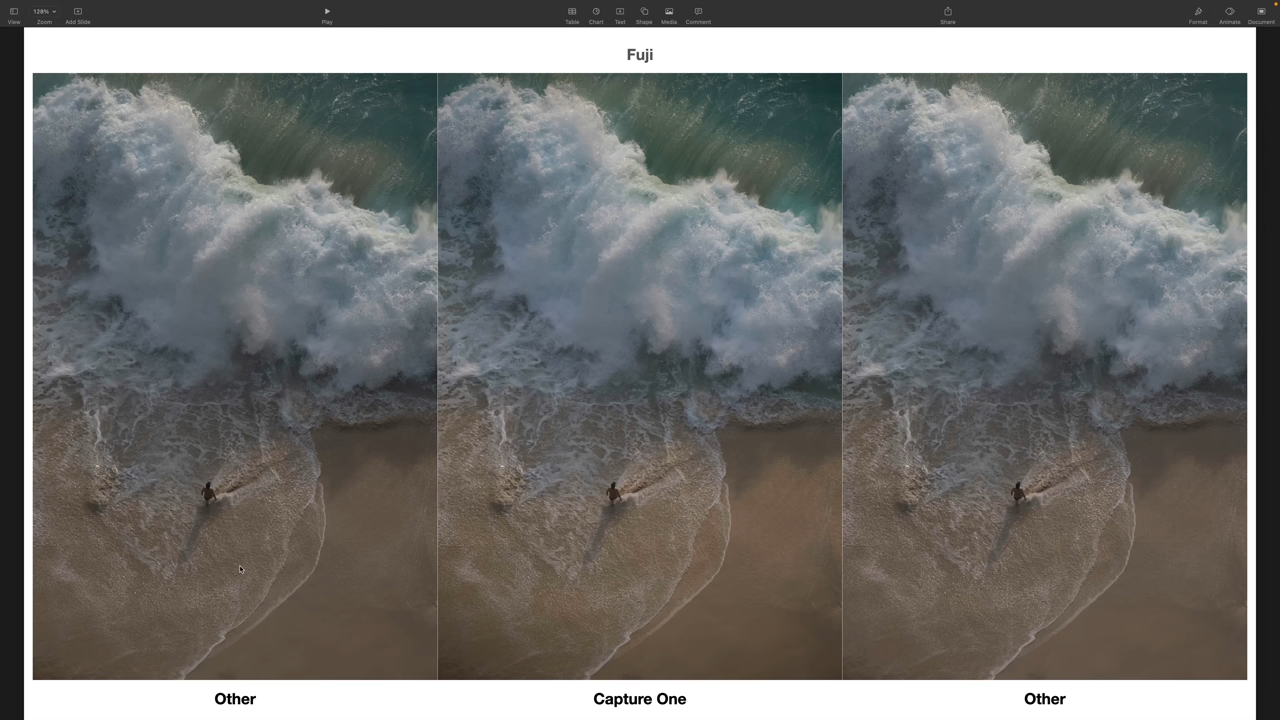 128%
View
Zoom
Add Slide
Play
Table
Chart
Text
Shape
Media
Comment
Share
Format
Animate
Document
Fuji
Other
Capture One
Other